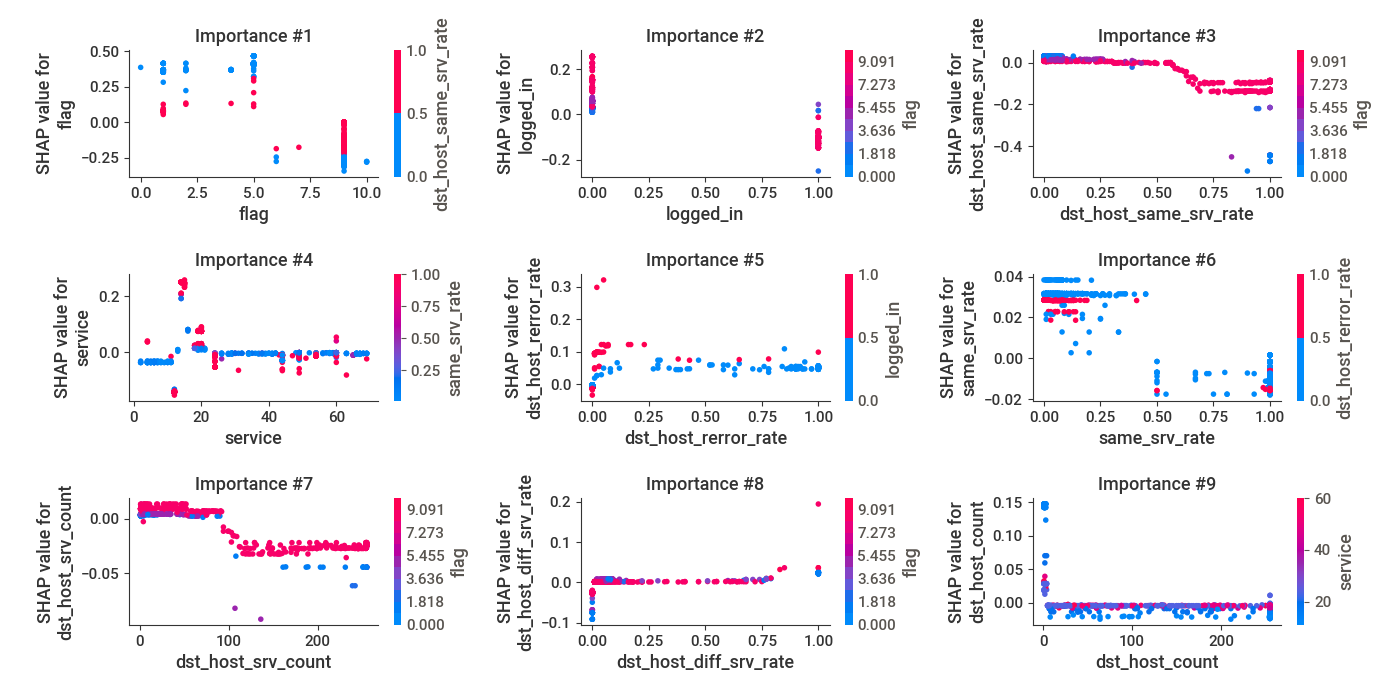 Importance #1
SHAP value for
flag
0.50
0.25
0.00
−0.25
0.0
2.5
5.0
7.5
10.0
flag
1.0
0.5
0.0
dst_host_same_srv_rate
Importance #2
SHAP value for
logged_in
0.2
0.0
−0.2
0.00
0.25
0.50
0.75
1.00
logged_in
9.091
7.273
5.455
3.636
1.818
0.000
flag
Importance #3
SHAP value for
dst_host_same_srv_rate
0.0
−0.2
−0.4
0.00
0.25
0.50
0.75
1.00
dst_host_same_srv_rate
9.091
7.273
5.455
3.636
1.818
0.000
flag
Importance #4
SHAP value for
service
0.2
0.0
0
20
40
60
service
1.00
0.75
0.50
0.25
same_srv_rate
Importance #5
SHAP value for
dst_host_rerror_rate
0.3
0.2
0.1
0.0
0.00
0.25
0.50
0.75
1.00
dst_host_rerror_rate
1.0
0.5
0.0
logged_in
Importance #6
SHAP value for
same_srv_rate
0.04
0.02
0.00
−0.02
0.00
0.25
0.50
0.75
1.00
same_srv_rate
1.0
0.5
0.0
dst_host_rerror_rate
Importance #7
SHAP value for
dst_host_srv_count
0.00
−0.05
0
100
200
dst_host_srv_count
9.091
7.273
5.455
3.636
1.818
0.000
flag
Importance #8
SHAP value for
dst_host_diff_srv_rate
0.2
0.1
0.0
−0.1
0.00
0.25
0.50
0.75
1.00
dst_host_diff_srv_rate
9.091
7.273
5.455
3.636
1.818
0.000
flag
Importance #9
SHAP value for
dst_host_count
0.15
0.10
0.05
0.00
0
100
200
dst_host_count
60
40
20
service